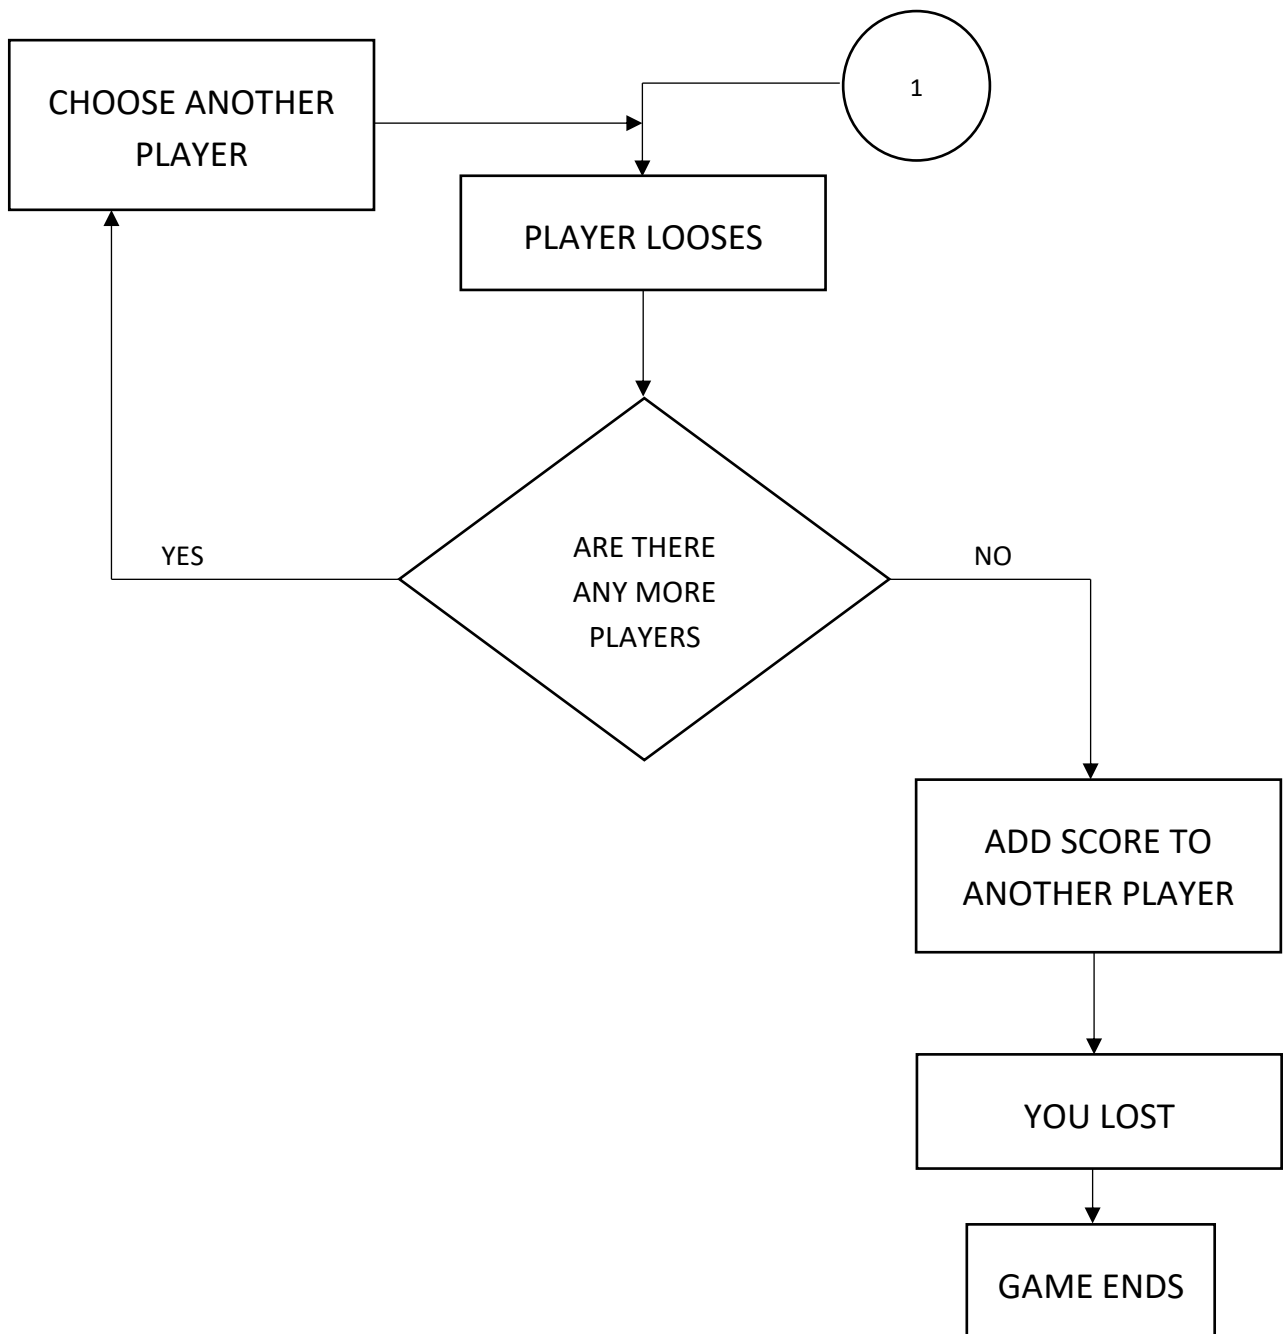 1
CHOOSE ANOTHER
PLAYER
PLAYER LOOSES
ARE THERE
ANY MORE
PLAYERS
YES
NO
ADD SCORE TO
ANOTHER PLAYER
YOU LOST
GAME ENDS